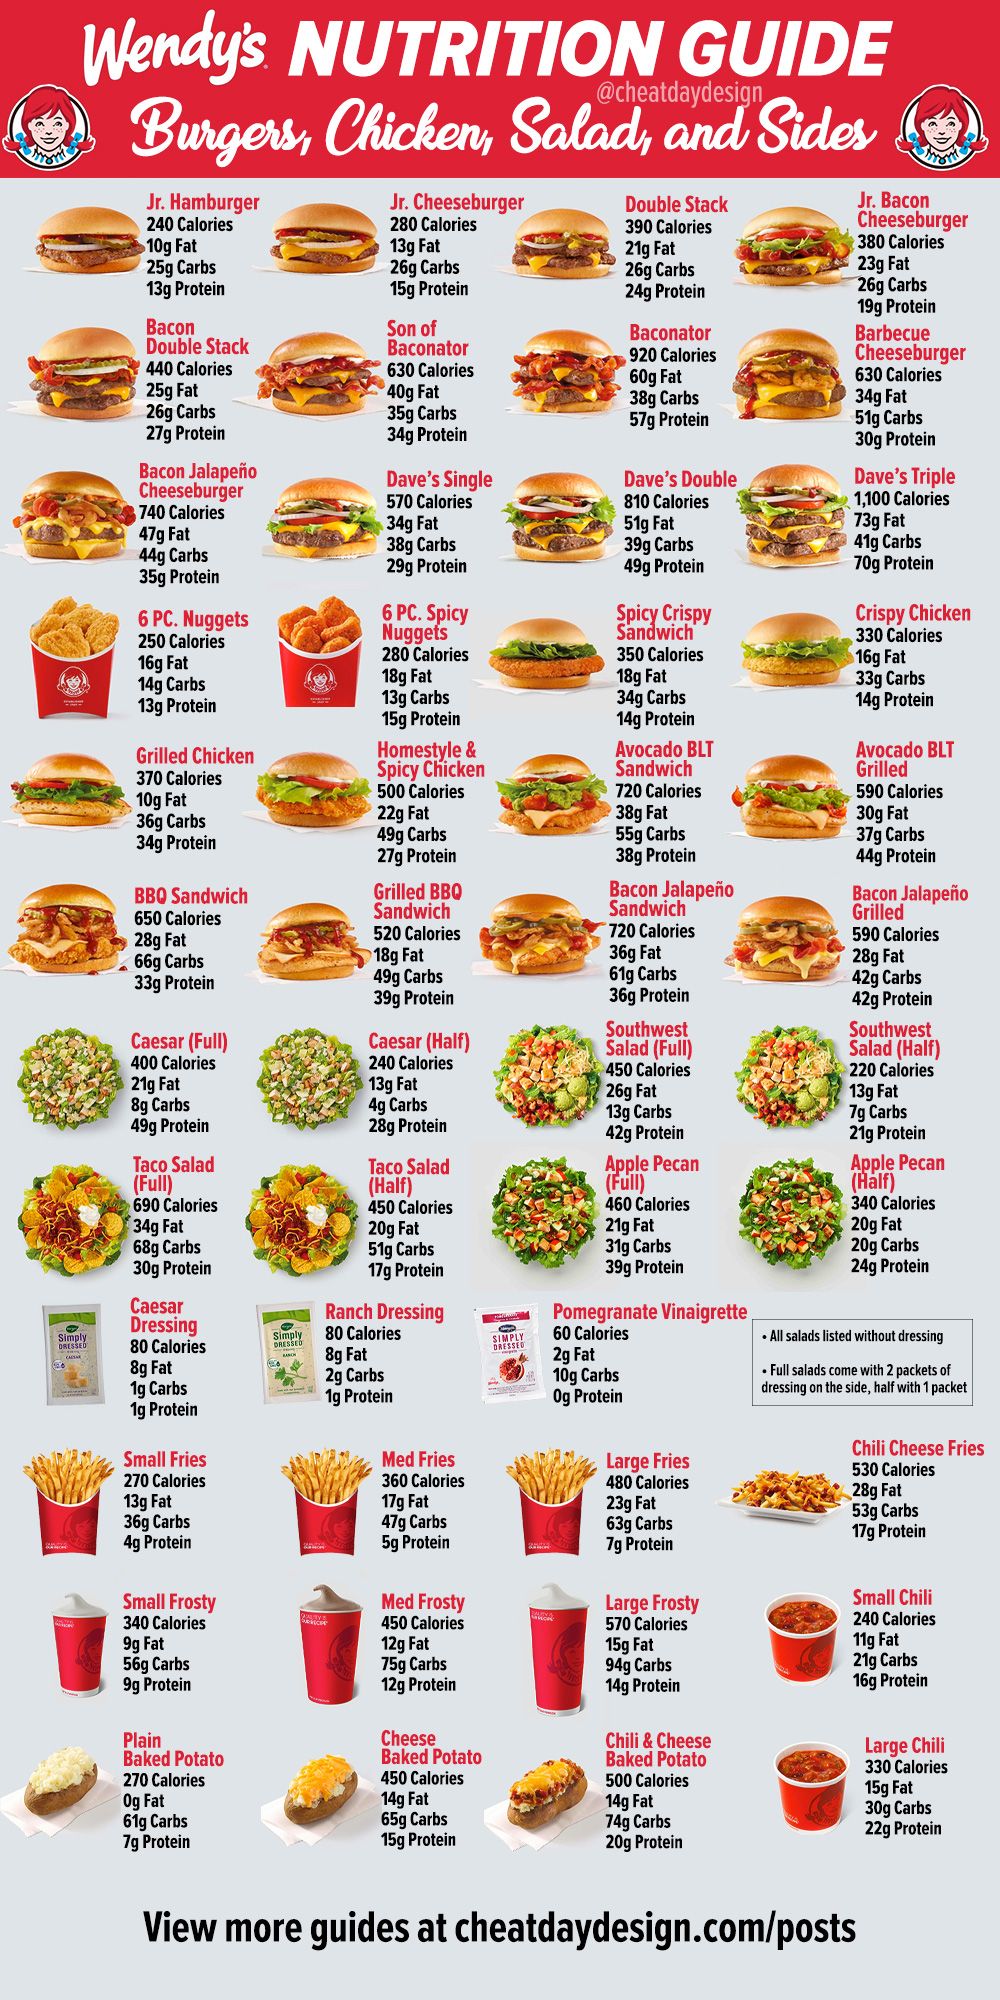 Wendy's NUTRITION GUIDE
@cheatdaydesign
Burgers, Chicken, Salad, and Sides
Jr. Hamburger
240 Calories
10g Fat
25g Carbs
13g Protein
Jr. Cheeseburger
280 Calories
13g Fat
26g Carbs
15g Protein
Double Stack
390 Calories
21g Fat
26g Carbs
24g Protein
Jr. Bacon
Cheeseburger
380 Calories
23g Fat
26g Carbs
19g Protein
Bacon
Double Stack
440 Calories
25g Fat
26g Carbs
27g Protein
Son of
Baconator
630 Calories
40g Fat
35g Carbs
34g Protein
Baconator
920 Calories
60g Fat
38g Carbs
57g Protein
Barbecue
Cheeseburger
630 Calories
34g Fat
51g Carbs
30g Protein
Bacon Jalapeño
Cheeseburger
740 Calories
47g Fat
44g Carbs
35g Protein
Dave's Single
570 Calories
34g Fat
38g Carbs
29g Protein
Dave's Double
810 Calories
51g Fat
39g Carbs
49g Protein
Dave's Triple
1,100 Calories
73g Fat
41g Carbs
70g Protein
6 PC. Nuggets
250 Calories
16g Fat
14g Carbs
13g Protein
6 PC. Spicy
Nuggets
280 Calories
18g Fat
13g Carbs
15g Protein
Spicy Crispy
Sandwich
350 Calories
18g Fat
34g Carbs
14g Protein
Crispy Chicken
330 Calories
16g Fat
33g Carbs
14g Protein
Grilled Chicken
370 Calories
10g Fat
36g Carbs
34g Protein
Homestyle &
Spicy Chicken
500 Calories
22g Fat
49g Carbs
27g Protein
Avocado BLT
Sandwich
720 Calories
38g Fat
55g Carbs
38g Protein
Avocado BLT
Grilled
590 Calories
30g Fat
37g Carbs
44g Protein
BBQ Sandwich
650 Calories
28g Fat
66g Carbs
33g Protein
Grilled BBQ
Sandwich
520 Calories
18g Fat
49g Carbs
39g Protein
Bacon Jalapeño
Sandwich
720 Calories
36g Fat
61g Carbs
36g Protein
Bacon Jalapeño
Grilled
590 Calories
28g Fat
42g Carbs
42g Protein
Caesar (Full)
400 Calories
21g Fat
8g Carbs
49g Protein
Caesar (Half)
240 Calories
13g Fat
4g Carbs
28g Protein
Southwest
Salad (Full)
450 Calories
26g Fat
13g Carbs
42g Protein
Southwest
Salad (Half)
220 Calories
13g Fat
7g Carbs
21g Protein
Taco Salad
(Full)
690 Calories
34g Fat
68g Carbs
30g Protein
Taco Salad
(Half)
450 Calories
20g Fat
51g Carbs
17g Protein
Apple Pecan
(Full)
460 Calories
21g Fat
31g Carbs
39g Protein
Apple Pecan
(Half)
340 Calories
20g Fat
20g Carbs
24g Protein
Simply
DRESSED
CAESAR
Caesar
Dressing
80 Calories
8g Fat
1g Carbs
1g Protein
Simply
DRESSED
RANCH
Ranch Dressing
80 Calories
8g Fat
2g Carbs
1g Protein
SIMPLY
DRESSED
Pomegranate Vinaigrette
60 Calories
2g Fat
10g Carbs
0g Protein
• All salads listed without dressing
• Full salads come with 2 packets of
dressing on the side, half with 1 packet
Small Fries
270 Calories
13g Fat
36g Carbs
4g Protein
Med Fries
360 Calories
17g Fat
47g Carbs
5g Protein
Large Fries
480 Calories
23g Fat
63g Carbs
7g Protein
Chili Cheese Fries
530 Calories
28g Fat
53g Carbs
17g Protein
Small Frosty
340 Calories
9g Fat
56g Carbs
9g Protein
QUALITY IS
OUR RECIPE
Med Frosty
450 Calories
12g Fat
75g Carbs
12g Protein
Large Frosty
570 Calories
15g Fat
94g Carbs
14g Protein
Small Chili
240 Calories
11g Fat
21g Carbs
16g Protein
Plain
Baked Potato
270 Calories
0g Fat
61g Carbs
7g Protein
Cheese
Baked Potato
450 Calories
14g Fat
65g Carbs
15g Protein
Chili & Cheese
Baked Potato
500 Calories
14g Fat
74g Carbs
20g Protein
Large Chili
330 Calories
15g Fat
30g Carbs
22g Protein
View more guides at cheatdaydesign.com/posts